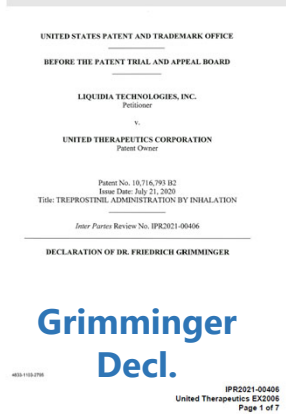 UNITED STATES PATENT AND TRADEMARK OFFICE
BEFORE THE PATENT TRIAL AND APPEAL BOARD
LIQUIDIA TECHNOLOGIES, INC.
Petitioner
v.
UNITED THERAPEUTICS CORPORATION
Patent Owner
Patent No. 10,716,793 B2
Issue Date: July 21, 2020
Title: TREPROSTINIL ADMINISTRATION BY INHALATION
Inter Partes Review No. IPR2021-00406
DECLARATION OF DR. FRIEDRICH GRIMMINGER
Grimminger
Decl.
IPR2021-00406
United Therapeutics EX2006
Page 1 of 7